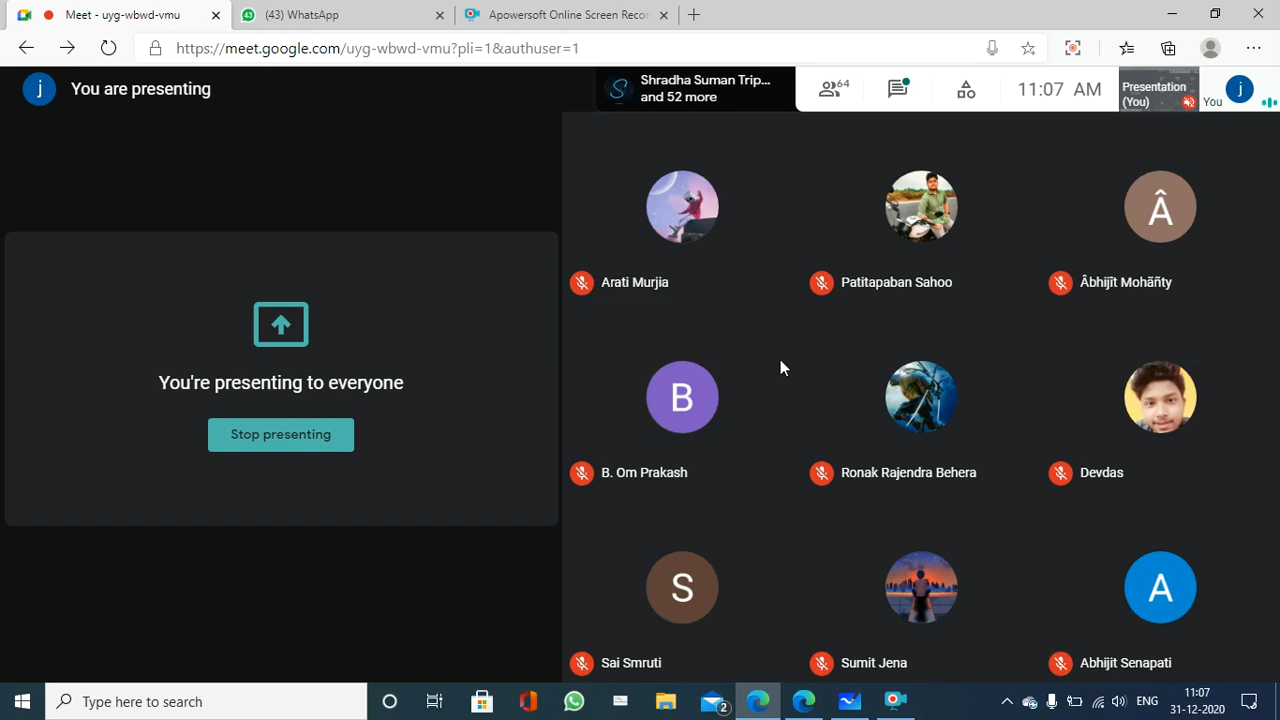 Meet - uyg-wbwd-vmu
(43) WhatsApp
Apowersoft Online Screen Recor
https://meet.google.com/uyg-wbwd-vmu?pli=1&authuser=1
j
You are presenting
S
Shradha Suman Trip...
and 52 more
64
11:07 AM
Presentation
(You)
You
j
You're presenting to everyone
Stop presenting
Â
Arati Murjia
Patitapaban Sahoo
Âbhijît Mohãñty
B
B. Om Prakash
Ronak Rajendra Behera
Devdas
S
A
Sai Smruti
Sumit Jena
Abhijit Senapati
Type here to search
2
ENG
11:07
31-12-2020